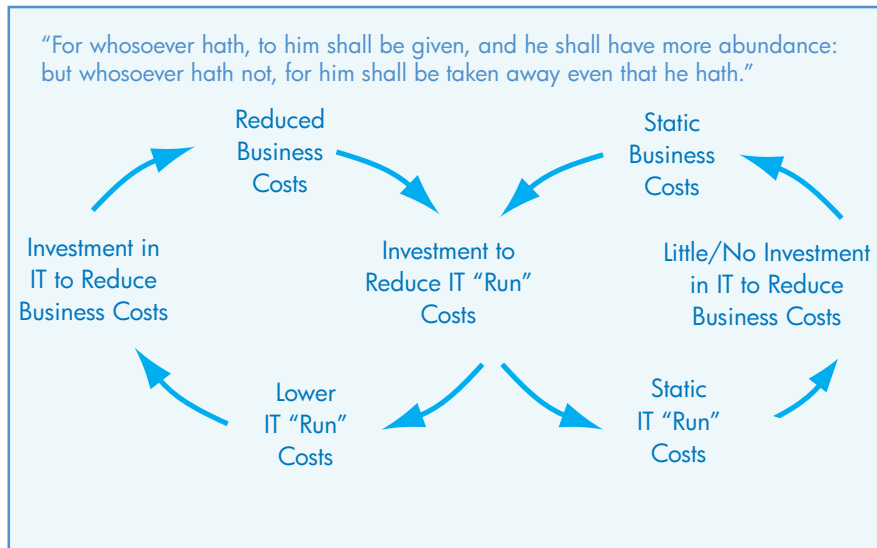 “For whosoever hath, to him shall be given, and he shall have more abundance:
but whosoever hath not, for him shall be taken away even that he hath.”
Reduced
Business
Costs
Static
Business
Costs
Investment in
IT to Reduce
Business Costs
Investment to
Reduce IT “Run”
Costs
Little/No Investment
in IT to Reduce
Business Costs
Lower
IT “Run”
Costs
Static
IT “Run”
Costs